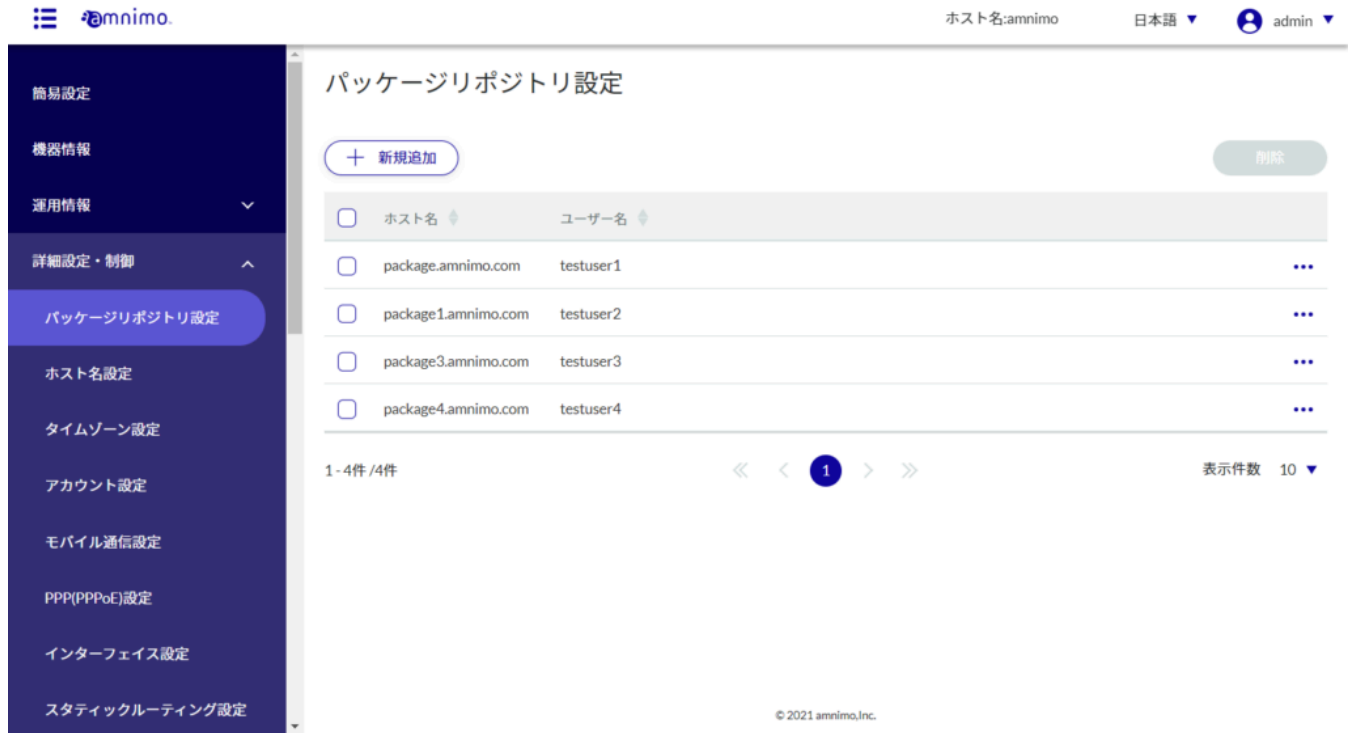 amnimo.
ホスト名:amnimo
日本語
admin
簡易設定
機器情報
運用情報
詳細設定・制御
パッケージリポジトリ設定
ホスト名設定
タイムゾーン設定
アカウント設定
モバイル通信設定
PPP(PPPoE)設定
インターフェイス設定
スタティックルーティング設定
パッケージリポジトリ設定
新規追加
削除
ホスト名 ユーザー名
package.amnimo.com testuser1
package1.amnimo.com testuser2
package3.amnimo.com testuser3
package4.amnimo.com testuser4
1 - 4件 /4件
1
表示件数 10
© 2021 amnimo,Inc.